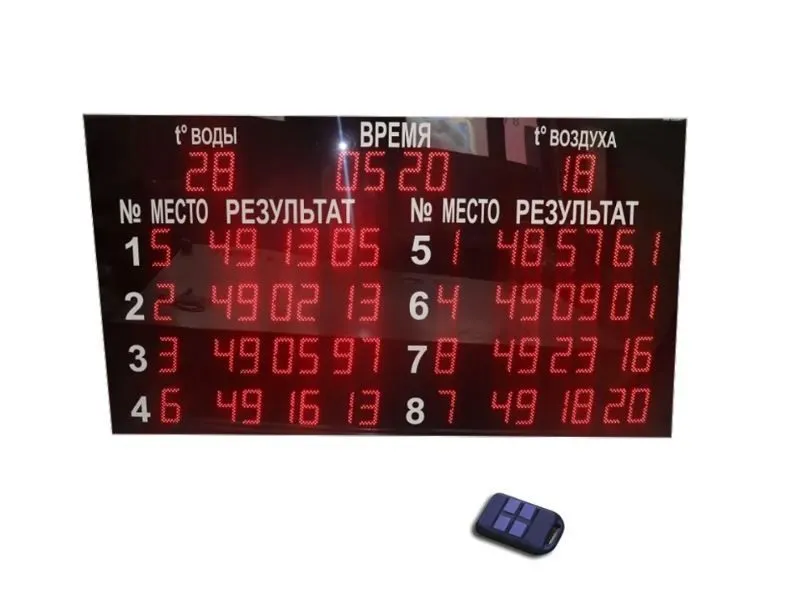 t° ВОДЫ ВРЕМЯ t° ВОЗДУХА
28 05 20 18
№ МЕСТО РЕЗУЛЬТАТ № МЕСТО РЕЗУЛЬТАТ
1 5 49 13 85 5 1 48 57 61
2 2 49 02 13 6 4 49 09 01
3 3 49 05 97 7 8 49 23 16
4 6 49 16 13 8 7 49 18 20